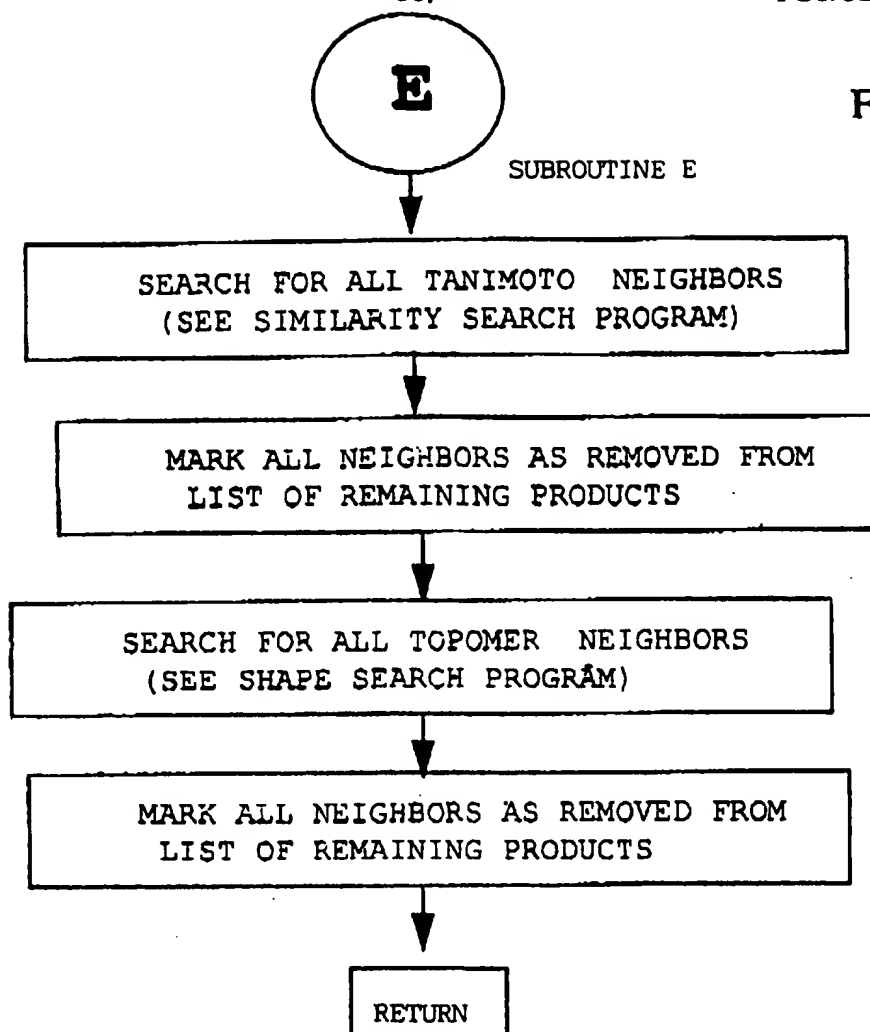 E
F
SUBROUTINE E
SEARCH FOR ALL TANIMOTO NEIGHBORS
(SEE SIMILARITY SEARCH PROGRAM)
MARK ALL NEIGHBORS AS REMOVED FROM
LIST OF REMAINING PRODUCTS
SEARCH FOR ALL TOPOMER NEIGHBORS
(SEE SHAPE SEARCH PROGRAM)
MARK ALL NEIGHBORS AS REMOVED FROM
LIST OF REMAINING PRODUCTS
RETURN